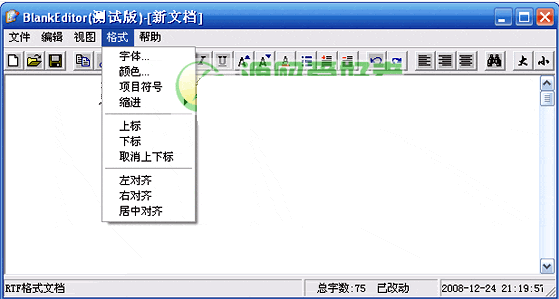 BlankEditor(测试版)-[新文档]
文件 编辑 视图 格式 帮助
大 小
字体...
颜色...
项目符号
缩进
上标
下标
取消上下标
左对齐
右对齐
居中对齐
RTF格式文档 总字数:75 已改动 2008-12-24 21:19:57